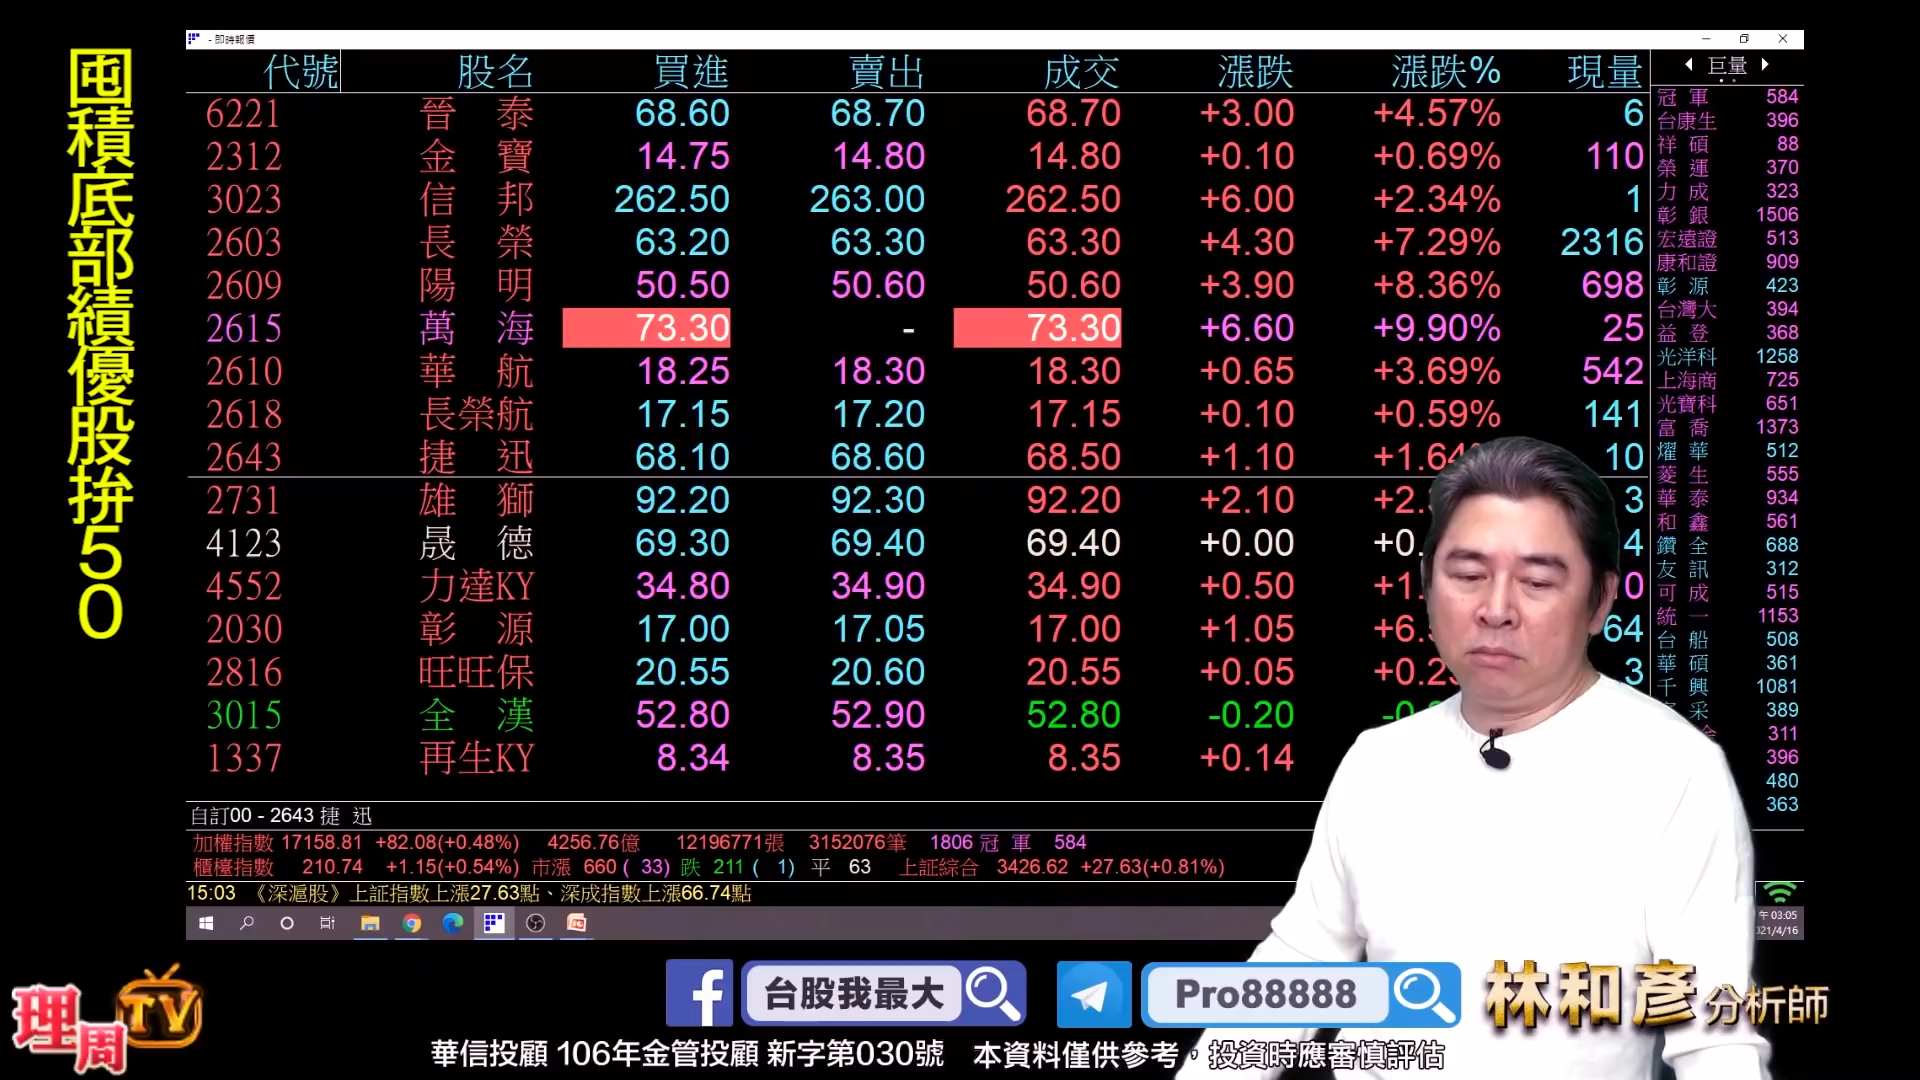 囤積底部績優股拚50
- 即時報價
代號 股名 買進 賣出 成交 漲跌 漲跌% 現量
6221 晉泰 68.60 68.70 68.70 +3.00 +4.57% 6
2312 金寶 14.75 14.80 14.80 +0.10 +0.69% 110
3023 信邦 262.50 263.00 262.50 +6.00 +2.34% 1
2603 長榮 63.20 63.30 63.30 +4.30 +7.29% 2316
2609 陽明 50.50 50.60 50.60 +3.90 +8.36% 698
2615 萬海 73.30 - 73.30 +6.60 +9.90% 25
2610 華航 18.25 18.30 18.30 +0.65 +3.69% 542
2618 長榮航 17.15 17.20 17.15 +0.10 +0.59% 141
2643 捷迅 68.10 68.60 68.50 +1.10 +1.64 10
2731 雄獅 92.20 92.30 92.20 +2.10 +2. 3
4123 晟德 69.30 69.40 69.40 +0.00 +0. 4
4552 力達KY 34.80 34.90 34.90 +0.50 +1. 0
2030 彰源 17.00 17.05 17.00 +1.05 +6. 64
2816 旺旺保 20.55 20.60 20.55 +0.05 +0.2 3
3015 全漢 52.80 52.90 52.80 -0.20 -0
1337 再生KY 8.34 8.35 8.35 +0.14
巨量
冠軍 584
台康生 396
祥碩 88
榮運 370
力成 323
彰銀 1506
宏遠證 513
康和證 909
彰源 423
台灣大 394
益登 368
光洋科 1258
上海商 725
光寶科 651
富喬 1373
燿華 512
菱生 555
華泰 934
和鑫 561
鑽全 688
友訊 312
可成 515
統一 1153
台船 508
華碩 361
千興 1081
采 389
311
396
480
363
自訂00 - 2643 捷迅
加權指數 17158.81 +82.08(+0.48%) 4256.76億 12196771張 3152076筆 1806 冠軍 584
櫃檯指數 210.74 +1.15(+0.54%) 市漲 660 ( 33) 跌 211 ( 1) 平 63 上証綜合 3426.62 +27.63(+0.81%)
15:03 《深滬股》上証指數上漲27.63點、深成指數上漲66.74點
午 03:05
021/4/16
理周TV
台股我最大
Pro88888
林和彥分析師
華信投顧 106年金管投顧 新字第030號 本資料僅供參考,投資時應審慎評估